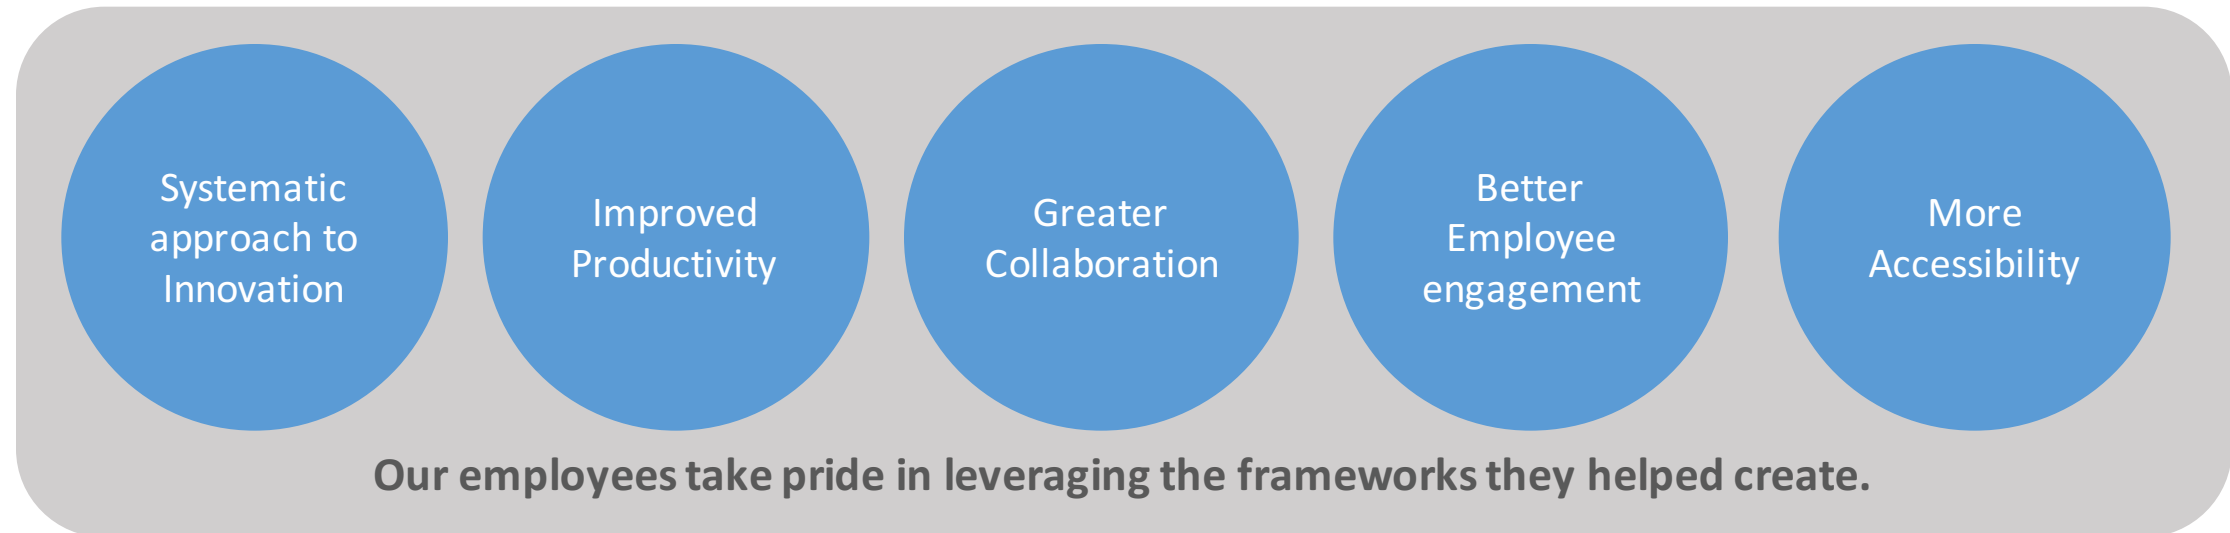 Systematic
approach to
Innovation
Improved
Productivity
Greater
Collaboration
Better
Employee
engagement
More
Accessibility
Our employees take pride in leveraging the frameworks they helped create.